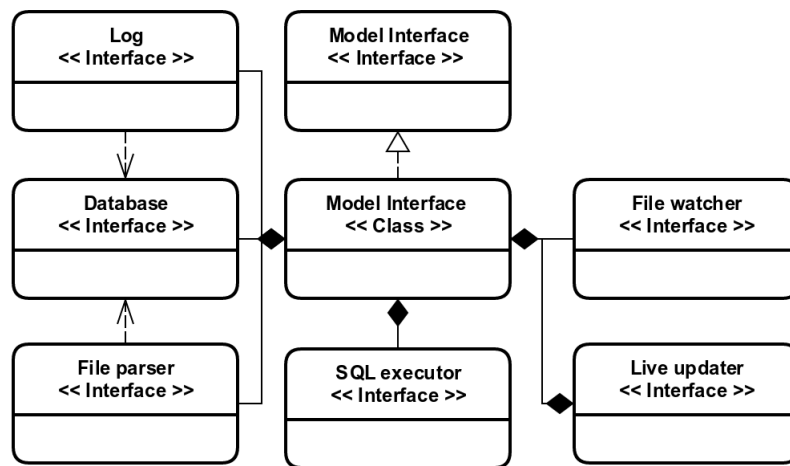 Log
<< Interface >>
Model Interface
<< Interface >>
Database
<< Interface >>
Model Interface
<< Class >>
File watcher
<< Interface >>
File parser
<< Interface >>
SQL executor
<< Interface >>
Live updater
<< Interface >>